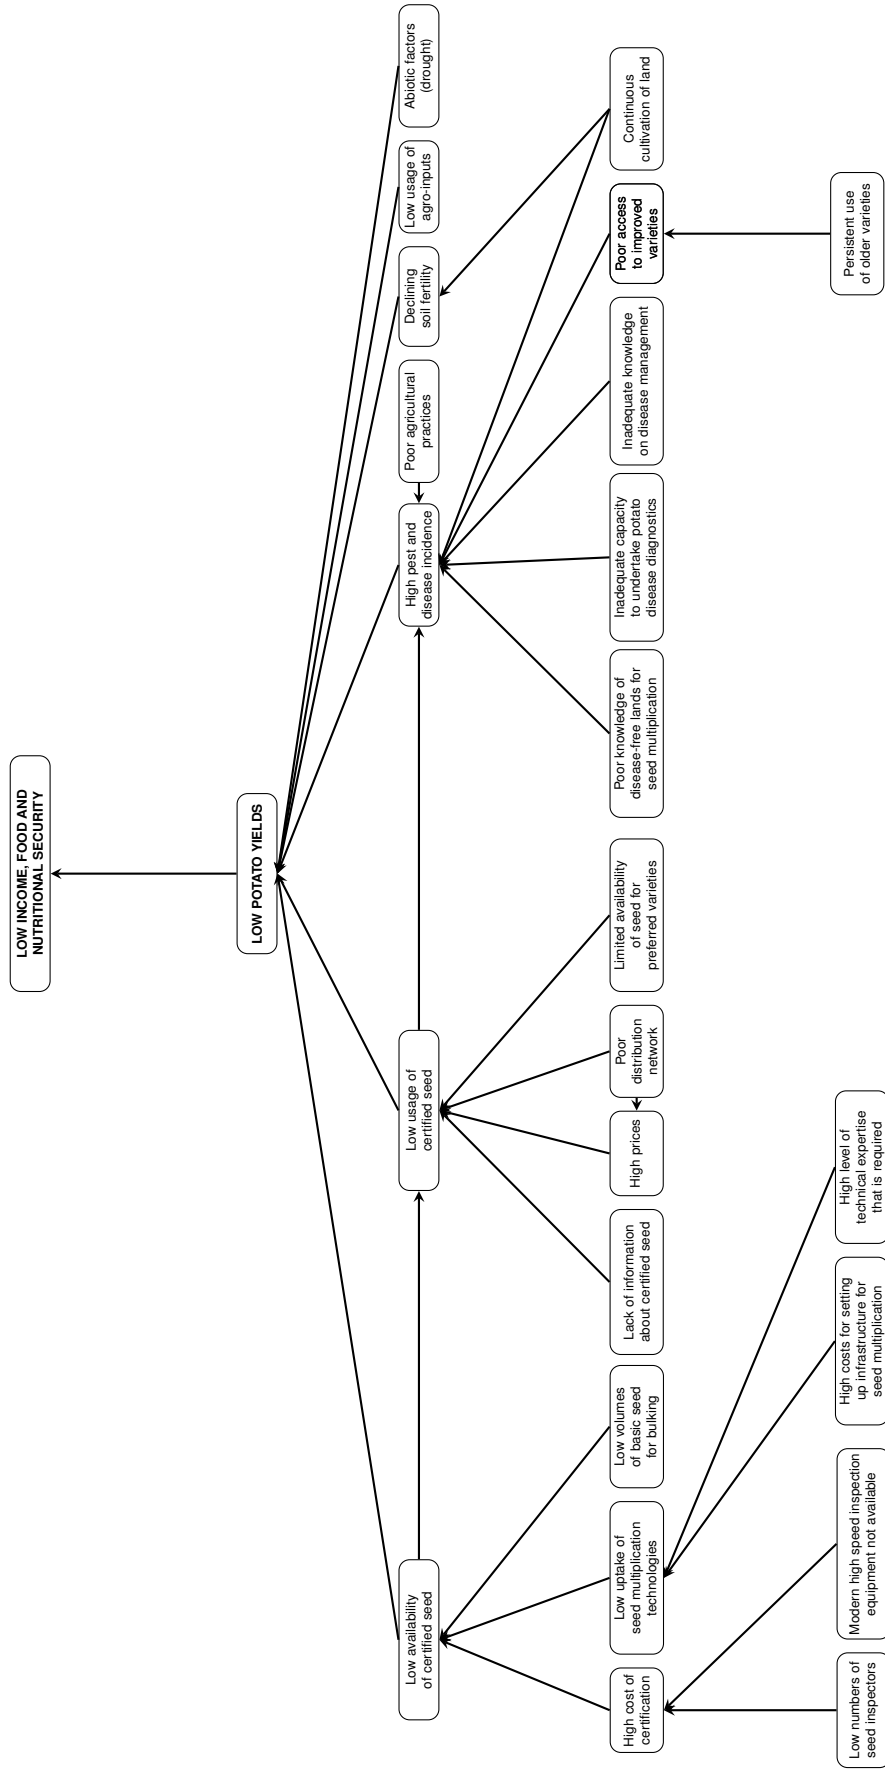 LOW INCOME, FOOD AND
NUTRITIONAL SECURITY
LOW POTATO YIELDS
Low availability
of certified seed
Low usage of
certified seed
High pest and
disease incidence
Poor agricultural
practices
Declining
soil fertility
Low usage of
agro-inputs
Abiotic factors
(drought)
High cost of
certification
Low uptake of
seed multiplication
technologies
Low volumes
of basic seed
for bulking
Lack of information
about certified seed
High prices
Poor
distribution
network
Limited availability
of seed for
preferred varieties
Poor knowledge of
disease-free lands for
seed multiplication
Inadequate capacity
to undertake potato
disease diagnostics
Inadequate knowledge
on disease management
Poor access
to improved
varieties
Continuous
cultivation of land
Low numbers of
seed inspectors
Modern high speed inspection
equipment not available
High costs for setting
up infrastructure for
seed multiplication
High level of
technical expertise
that is required
Persistent use
of older varieties